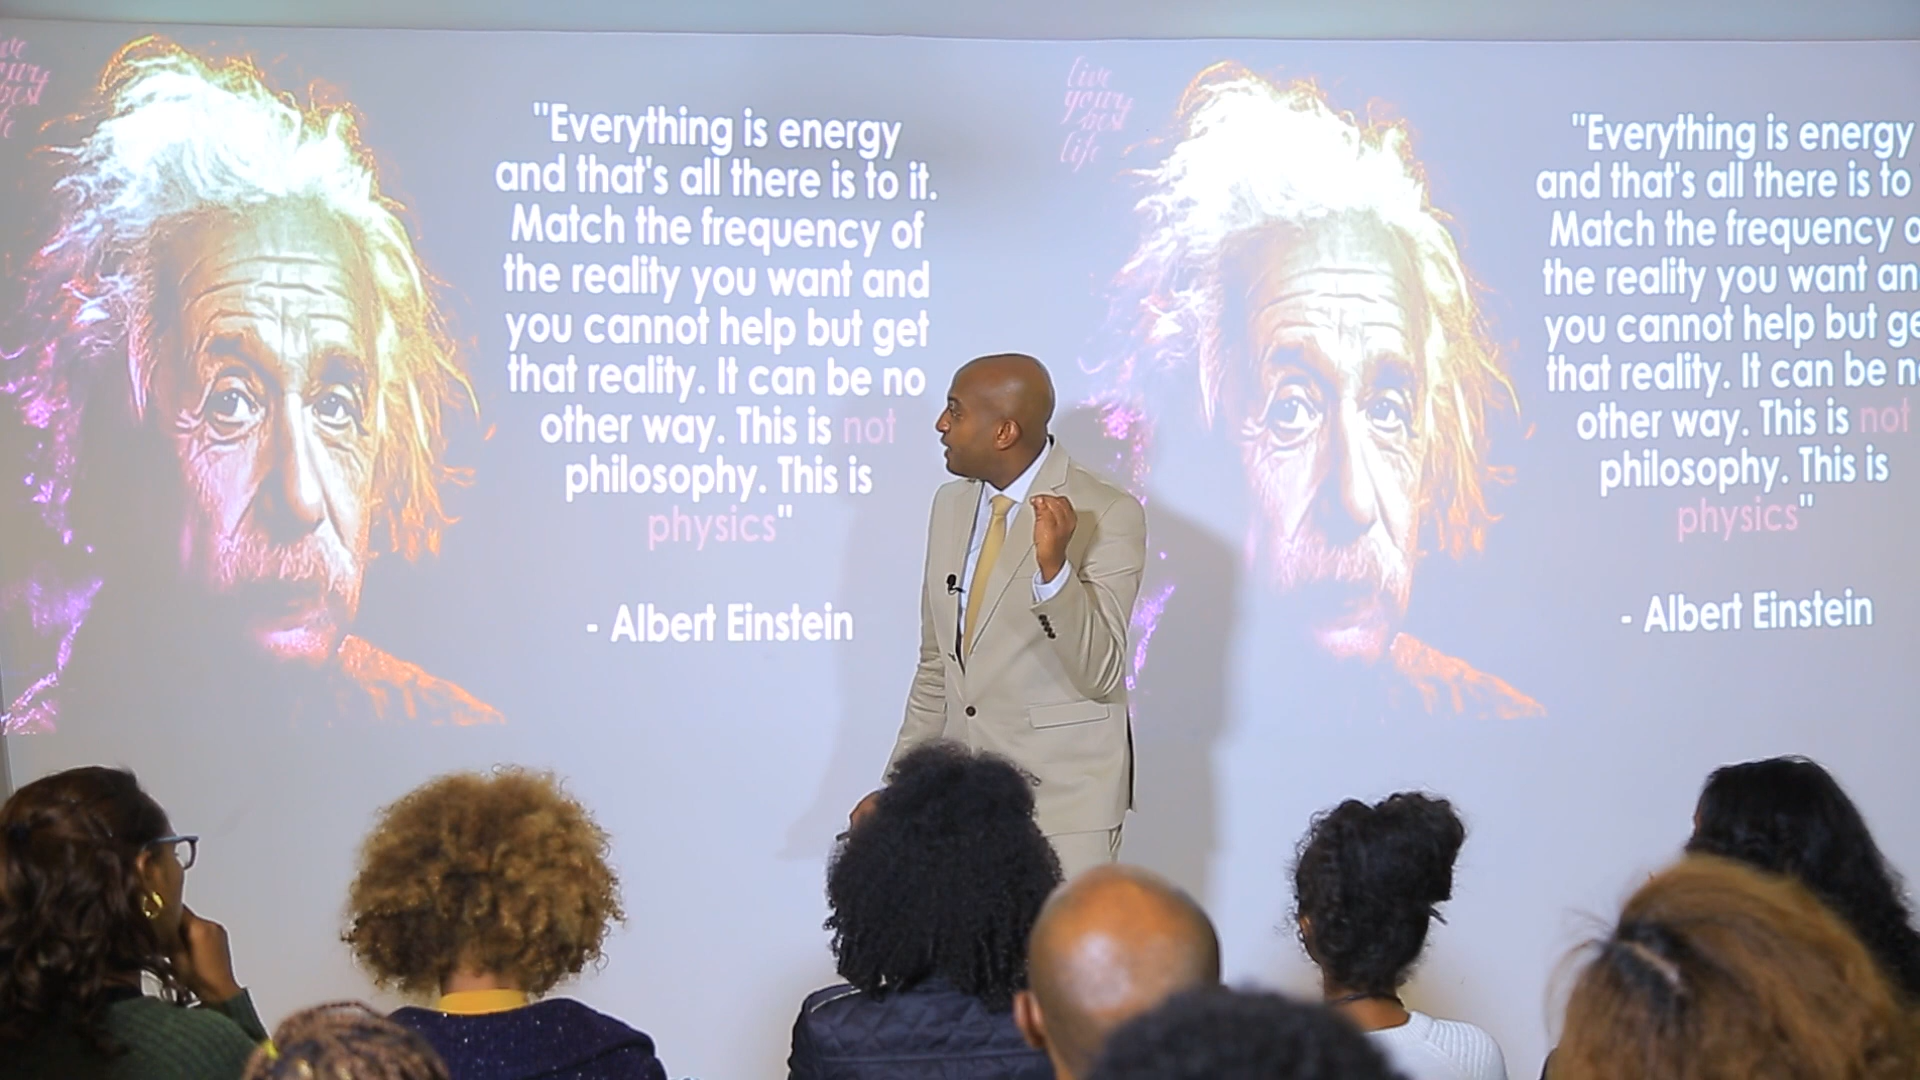 "Everything is energy
and that's all there is to it.
Match the frequency of
the reality you want and
you cannot help but get
that reality. It can be no
other way. This is not
philosophy. This is
physics"
- Albert Einstein
live
your
best
life
"Everything is energy
and that's all there is to
Match the frequency
the reality you want
you cannot help but
that reality. It can be
other way. This is not
philosophy. This is
physics"
- Albert Einstein